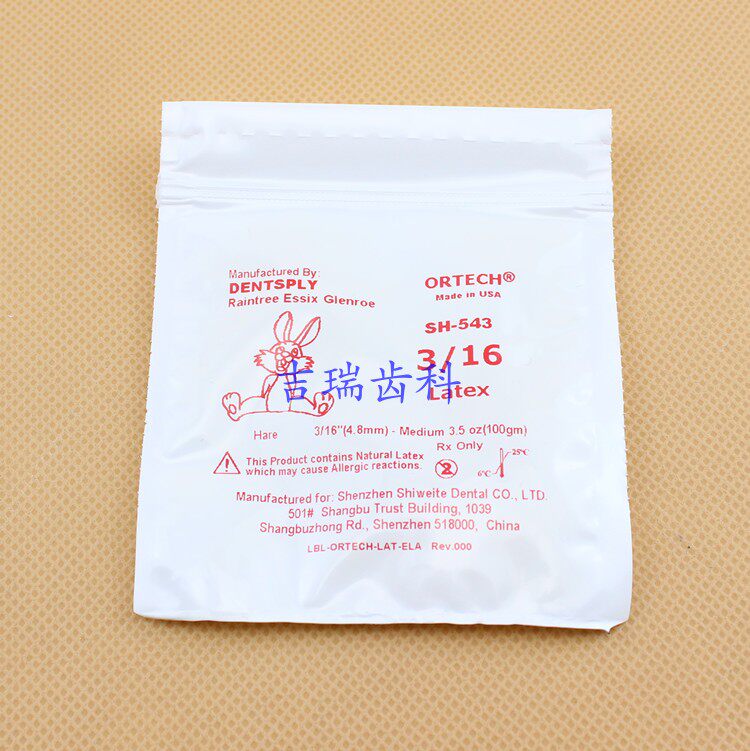 Manufactured By:
DENTSPLY
Raintree Essix Glenroe
ORTECH®
Made in USA
SH-543
3/16
Latex
吉瑞齿科
Hare
3/16"(4.8mm) - Medium 3.5 oz(100gm)
Rx Only
This Product contains Natural Latex
which may cause Allergic reactions.
2
6℃
25℃
Manufactured for: Shenzhen Shiweite Dental CO., LTD.
501# Shangbu Trust Building, 1039
Shangbuzhong Rd., Shenzhen 518000, China
LBL-ORTECH-LAT-ELA Rev.000